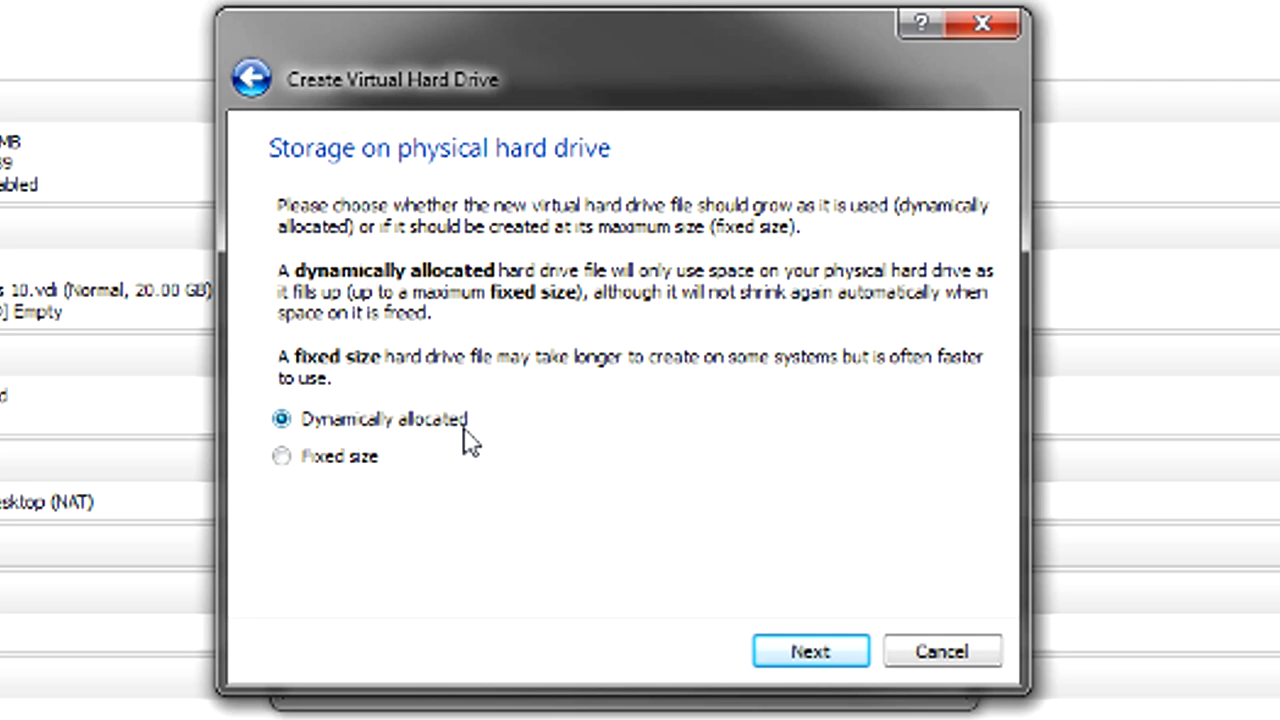 ?
X
Create Virtual Hard Drive
Storage on physical hard drive
Please choose whether the new virtual hard drive file should grow as it is used (dynamically
allocated) or if it should be created at its maximum size (fixed size).
A dynamically allocated hard drive file will only use space on your physical hard drive as
it fills up (up to a maximum fixed size), although it will not shrink again automatically when
space on it is freed.
A fixed size hard drive file may take longer to create on some systems but is often faster
to use.
Dynamically allocated
Fixed size
Next
Cancel
MB
abled
s 10.vdi (Normal, 20.00 GB)
] Empty
d
esktop (NAT)